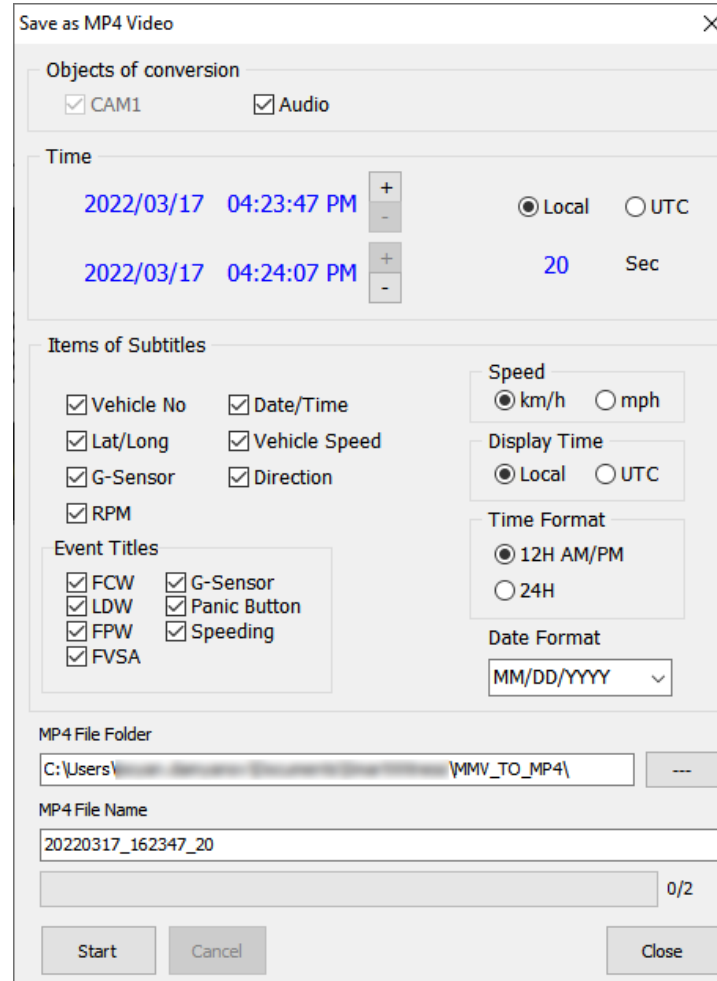 Save as MP4 Video
Objects of conversion
CAM1 Audio
Time
2022/03/17 04:23:47 PM + -
Local UTC
2022/03/17 04:24:07 PM + -
20 Sec
Items of Subtitles
Vehicle No Date/Time
Lat/Long Vehicle Speed
G-Sensor Direction
RPM
Event Titles
FCW G-Sensor
LDW Panic Button
FPW Speeding
FVSA
Speed
km/h mph
Display Time
Local UTC
Time Format
12H AM/PM
24H
Date Format
MM/DD/YYYY
MP4 File Folder
C:\Users\ \MMV_TO_MP4\ ---
MP4 File Name
20220317_162347_20
0/2
Start Cancel Close